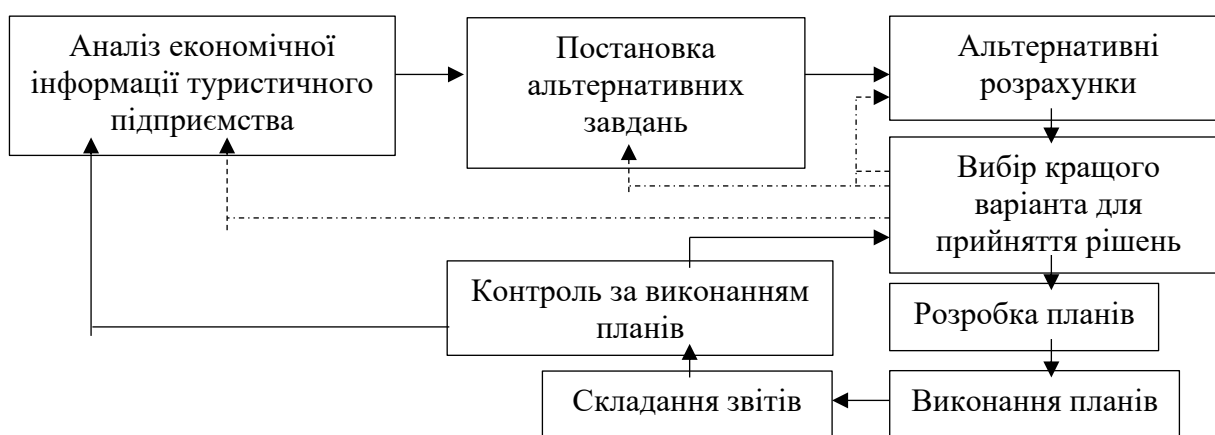 Аналіз економічної
інформації туристичного
підприємства
Постановка
альтернативних
завдань
Альтернативні
розрахунки
Вибір кращого
варіанта для
прийняття рішень
Контроль за виконанням
планів
Розробка планів
Складання звітів
Виконання планів